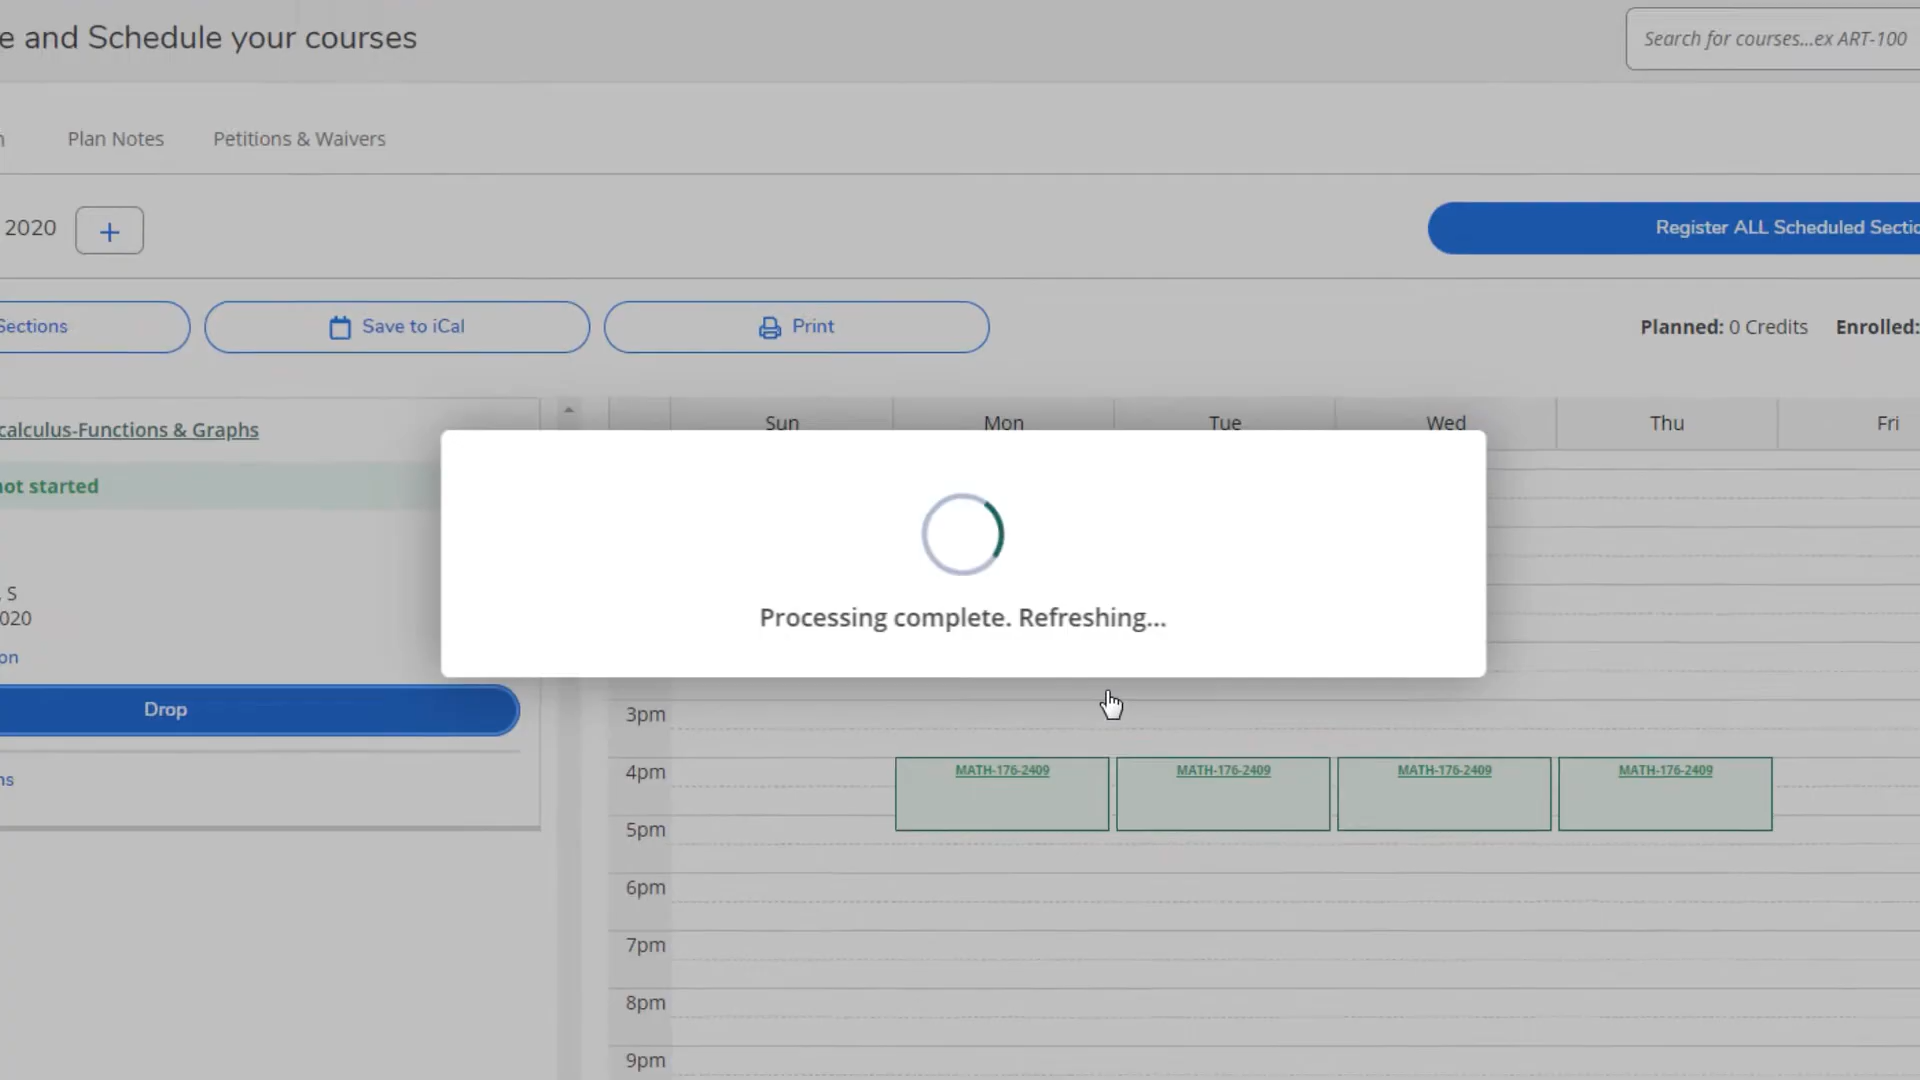 e and Schedule your courses
Search for courses...ex ART-100
Plan Notes
Petitions & Waivers
2020
+
Register ALL Scheduled Sectio
Sections
Save to iCal
Print
Planned: 0 Credits
Enrolled:
calculus-Functions & Graphs
Sun
Mon
Tue
Wed
Thu
Fri
not started
Processing complete. Refreshing...
, S
020
on
Drop
ns
3pm
4pm
MATH-176-2409
MATH-176-2409
MATH-176-2409
MATH-176-2409
5pm
6pm
7pm
8pm
9pm